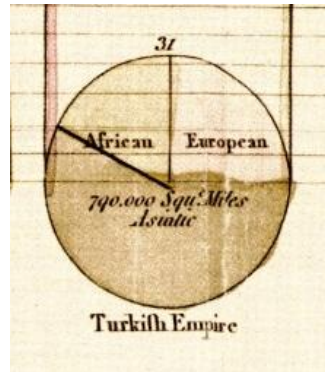 31
African European
790.000 Squ.ͤ Miles
Asiatic
Turkiſh Empire